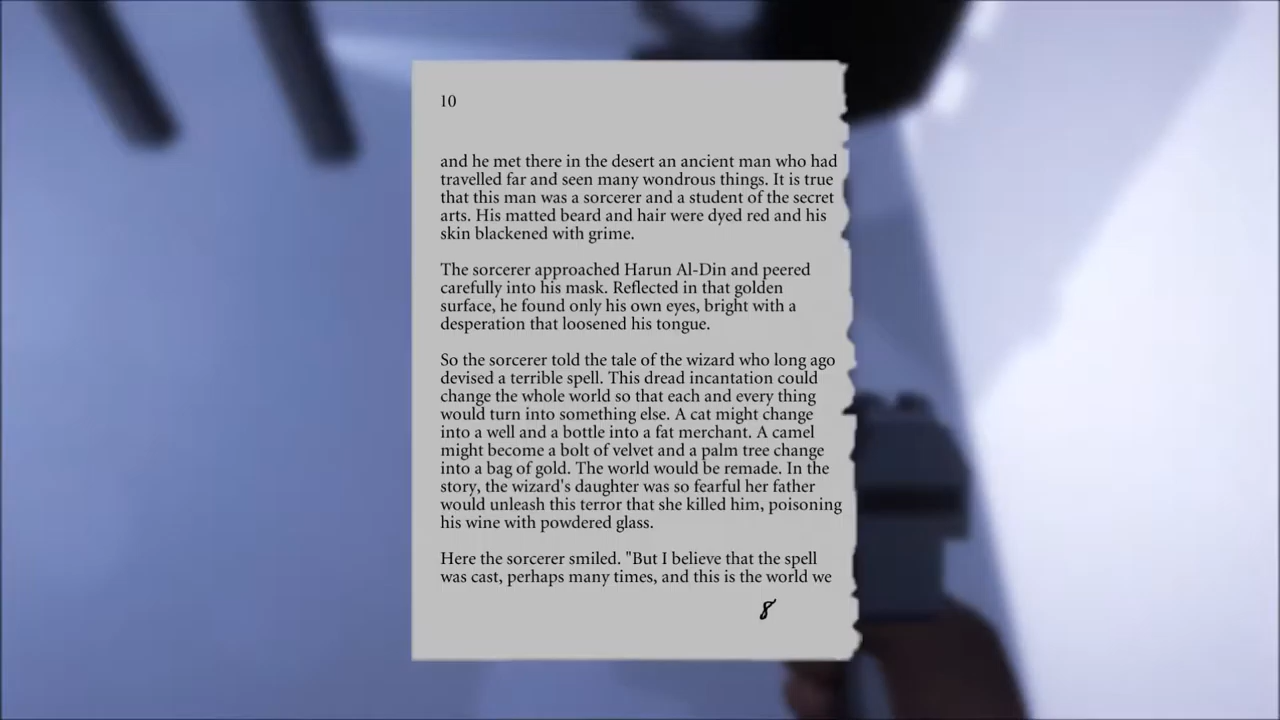 10
and he met there in the desert an ancient man who had
travelled far and seen many wondrous things. It is true
that this man was a sorcerer and a student of the secret
arts. His matted beard and hair were dyed red and his
skin blackened with grime.
The sorcerer approached Harun Al-Din and peered
carefully into his mask. Reflected in that golden
surface, he found only his own eyes, bright with a
desperation that loosened his tongue.
So the sorcerer told the tale of the wizard who long ago
devised a terrible spell. This dread incantation could
change the whole world so that each and every thing
would turn into something else. A cat might change
into a well and a bottle into a fat merchant. A camel
might become a bolt of velvet and a palm tree change
into a bag of gold. The world would be remade. In the
story, the wizard's daughter was so fearful her father
would unleash this terror that she killed him, poisoning
his wine with powdered glass.
Here the sorcerer smiled. "But I believe that the spell
was cast, perhaps many times, and this is the world we
8